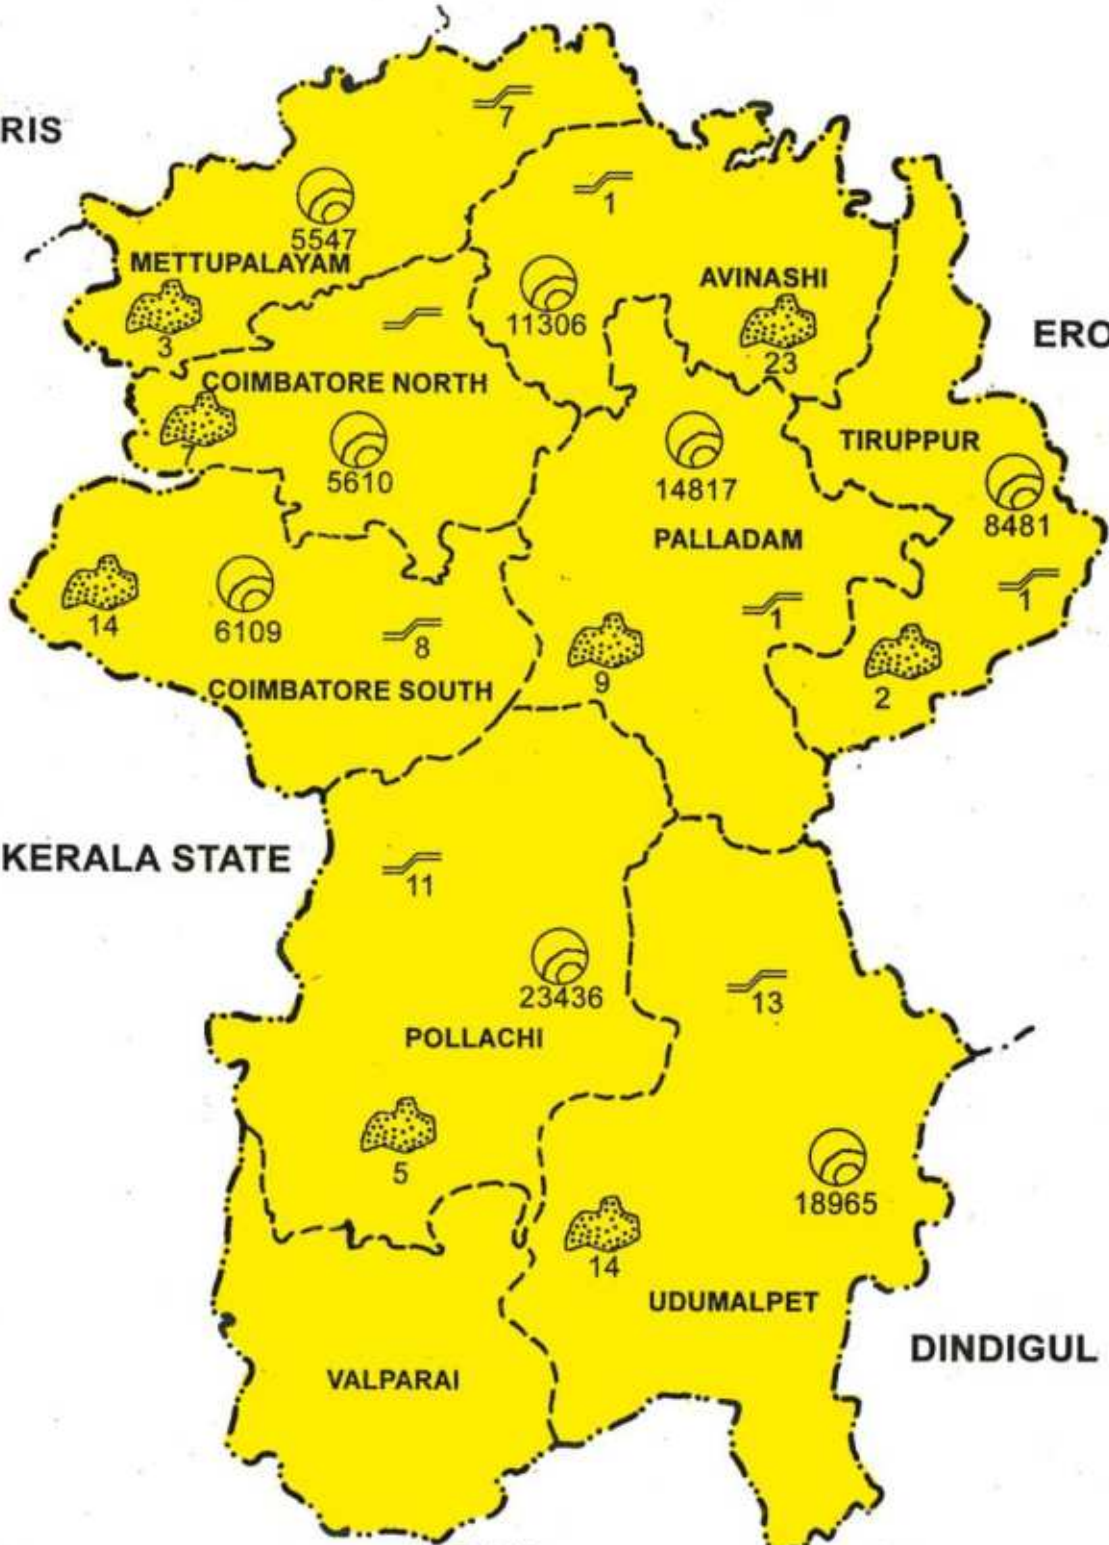 7
RIS
1
5547
METTUPALAYAM
AVINASHI
11306
ERO
3
23
COIMBATORE NORTH
7
TIRUPPUR
5610
14817
8481
PALLADAM
14
6109
8
1
1
9
2
COIMBATORE SOUTH
KERALA STATE
11
23436
13
POLLACHI
5
18965
14
UDUMALPET
DINDIGUL
VALPARAI